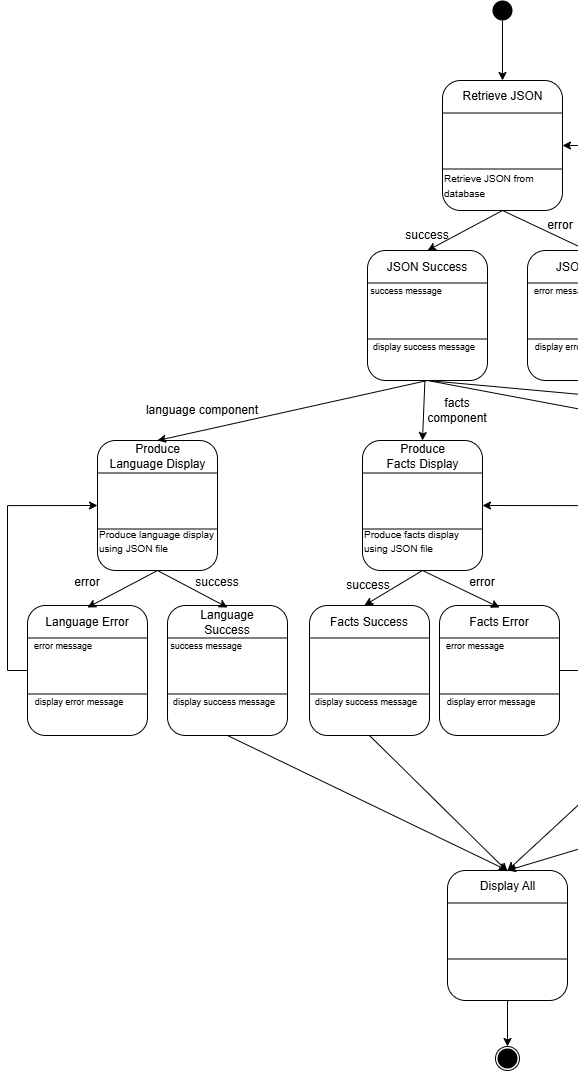 Retrieve JSON
Retrieve JSON from
database
success
error
JSON Success
success message
display success message
JSO
error messa
display erro
language component
facts
component
Produce
Language Display
Produce language display
using JSON file
Produce
Facts Display
Produce facts display
using JSON file
error
success
success
error
Language Error
error message
display error message
Language
Success
success message
display success message
Facts Success
display success message
Facts Error
error message
display error message
Display All